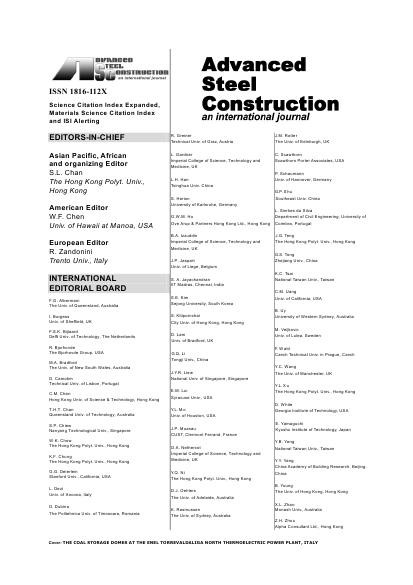 ADVANCED
STEEL
CONSTRUCTION
an international journal
ISSN 1816-112X
Science Citation Index Expanded,
Materials Science Citation Index
and ISI Alerting
EDITORS-IN-CHIEF
Asian Pacific, African
and organizing Editor
S.L. Chan
The Hong Kong Polyt. Univ.,
Hong Kong
American Editor
W.F. Chen
Univ. of Hawaii at Manoa, USA
European Editor
R. Zandonini
Trento Univ., Italy
INTERNATIONAL
EDITORIAL BOARD
F.G. Albermani
The Univ. of Queensland, Australia
I. Burgess
Univ. of Sheffield, UK
F.S.K. Bijlaard
Delft Univ. of Technology, The Netherlands
R. Bjorhovde
The Bjorhovde Group, USA
M.A. Bradford
The Univ. of New South Wales, Australia
D. Camotim
Technical Univ. of Lisbon, Portugal
C.M. Chan
Hong Kong Univ. of Science & Technology, Hong Kong
T.H.T. Chan
Queensland Univ. of Technology, Australia
S.P. Chiew
Nanyang Technological Univ., Singapore
W.K. Chow
The Hong Kong Polyt. Univ., Hong Kong
K.F. Chung
The Hong Kong Polyt. Univ., Hong Kong
G.G. Deierlein
Stanford Univ., California, USA
L. Dezi
Univ. of Ancona, Italy
D. Dubina
The Politehnica Univ. of Timosoara, Romania
Advanced
Steel
Construction
an international journal
R. Greiner
Technical Univ. of Graz, Austria
L. Gardner
Imperial College of Science, Technology and
Medicine, UK
L.H. Han
Tsinghua Univ. China
S. Herion
University of Karlsruhe, Germany
G.W.M. Ho
Ove Arup & Partners Hong Kong Ltd., Hong Kong
B.A. Izzuddin
Imperial College of Science, Technology and
Medicine, UK
J.P. Jaspart
Univ. of Liege, Belgium
S. A. Jayachandran
IIT Madras, Chennai, India
S.E. Kim
Sejong University, South Korea
S. Kitipornchai
City Univ. of Hong Kong, Hong Kong
D. Lam
Univ. of Bradford, UK
G.Q. Li
Tongji Univ., China
J.Y.R. Liew
National Univ. of Singapore, Singapore
E.M. Lui
Syracuse Univ., USA
Y.L. Mo
Univ. of Houston, USA
J.P. Muzeau
CUST, Clermont Ferrand, France
D.A. Nethercot
Imperial College of Science, Technology and
Medicine, UK
Y.Q. Ni
The Hong Kong Polyt. Univ., Hong Kong
D.J. Oehlers
The Univ. of Adelaide, Australia
K. Rasmussen
The Univ. of Sydney, Australia
J.M. Rotter
The Univ. of Edinburgh, UK
C. Scawthorn
Scawthorn Porter Associates, USA
P. Schaumann
Univ. of Hannover, Germany
G.P. Shu
Southeast Univ. China
L. Simões da Silva
Department of Civil Engineering, University of
Coimbra, Portugal
J.G. Teng
The Hong Kong Polyt. Univ., Hong Kong
G.S. Tong
Zhejiang Univ., China
K.C. Tsai
National Taiwan Univ., Taiwan
C.M. Uang
Univ. of California, USA
B. Uy
University of Western Sydney, Australia
M. Veljkovic
Univ. of Lulea, Sweden
F. Wald
Czech Technical Univ. in Prague, Czech
Y.C. Wang
The Univ. of Manchester, UK
Y.L. Xu
The Hong Kong Polyt. Univ., Hong Kong
D. White
Georgia Institute of Technology, USA
E. Yamaguchi
Kyushu Institute of Technology, Japan
Y.B. Yang
National Taiwan Univ., Taiwan
Y.Y. Yang
China Academy of Building Research, Beijing,
China
B. Young
The Univ. of Hong Kong, Hong Kong
X.L. Zhao
Monash Univ., Australia
Z.H. Zhou
Alpha Consultant Ltd., Hong Kong
Cover: THE COAL STORAGE DOMES AT THE ENEL TORREVALDALIGA NORTH THERMOELECTRIC POWER PLANT, ITALY